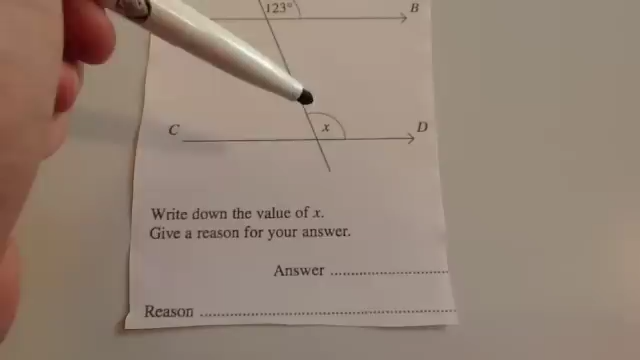 123°
B
C
x
D
Write down the value of x.
Give a reason for your answer.
Answer ........................
Reason ....................................................